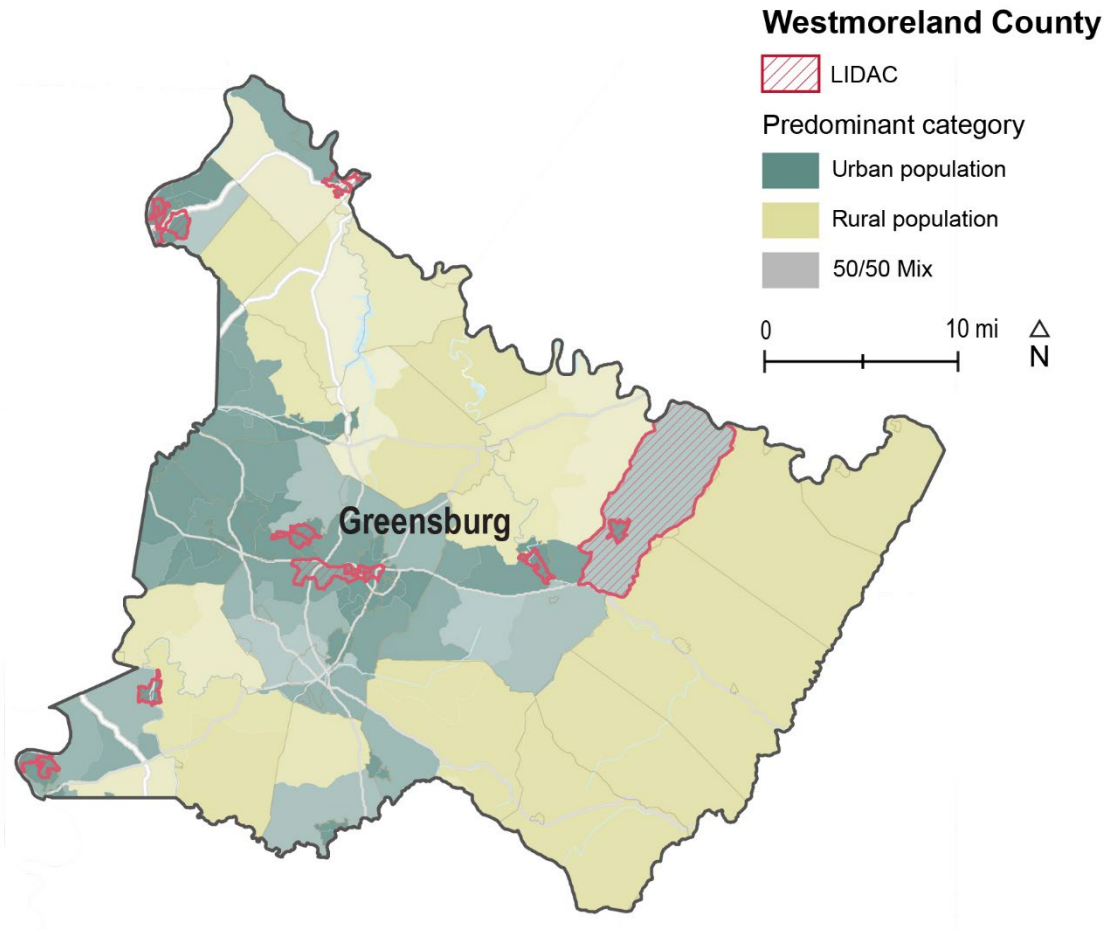 Westmoreland County
LIDAC
Predominant category
Urban population
Rural population
50/50 Mix
0 10 mi
N
Greensburg